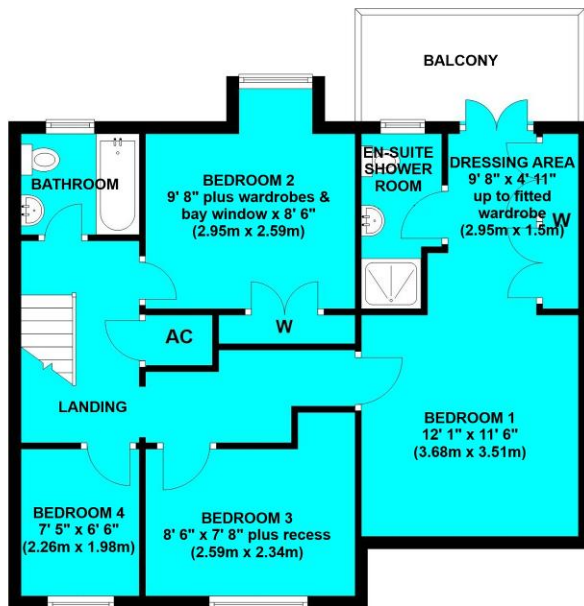 BALCONY
BATHROOM
BEDROOM 2
9' 8" plus wardrobes &
bay window x 8' 6"
(2.95m x 2.59m)
EN-SUITE
SHOWER
ROOM
DRESSING AREA
9' 8" x 4' 11"
up to fitted
wardrobe
(2.95m x 1.5m)
W
W
AC
LANDING
BEDROOM 1
12' 1" x 11' 6"
(3.68m x 3.51m)
BEDROOM 4
7' 5" x 6' 6"
(2.26m x 1.98m)
BEDROOM 3
8' 6" x 7' 8" plus recess
(2.59m x 2.34m)